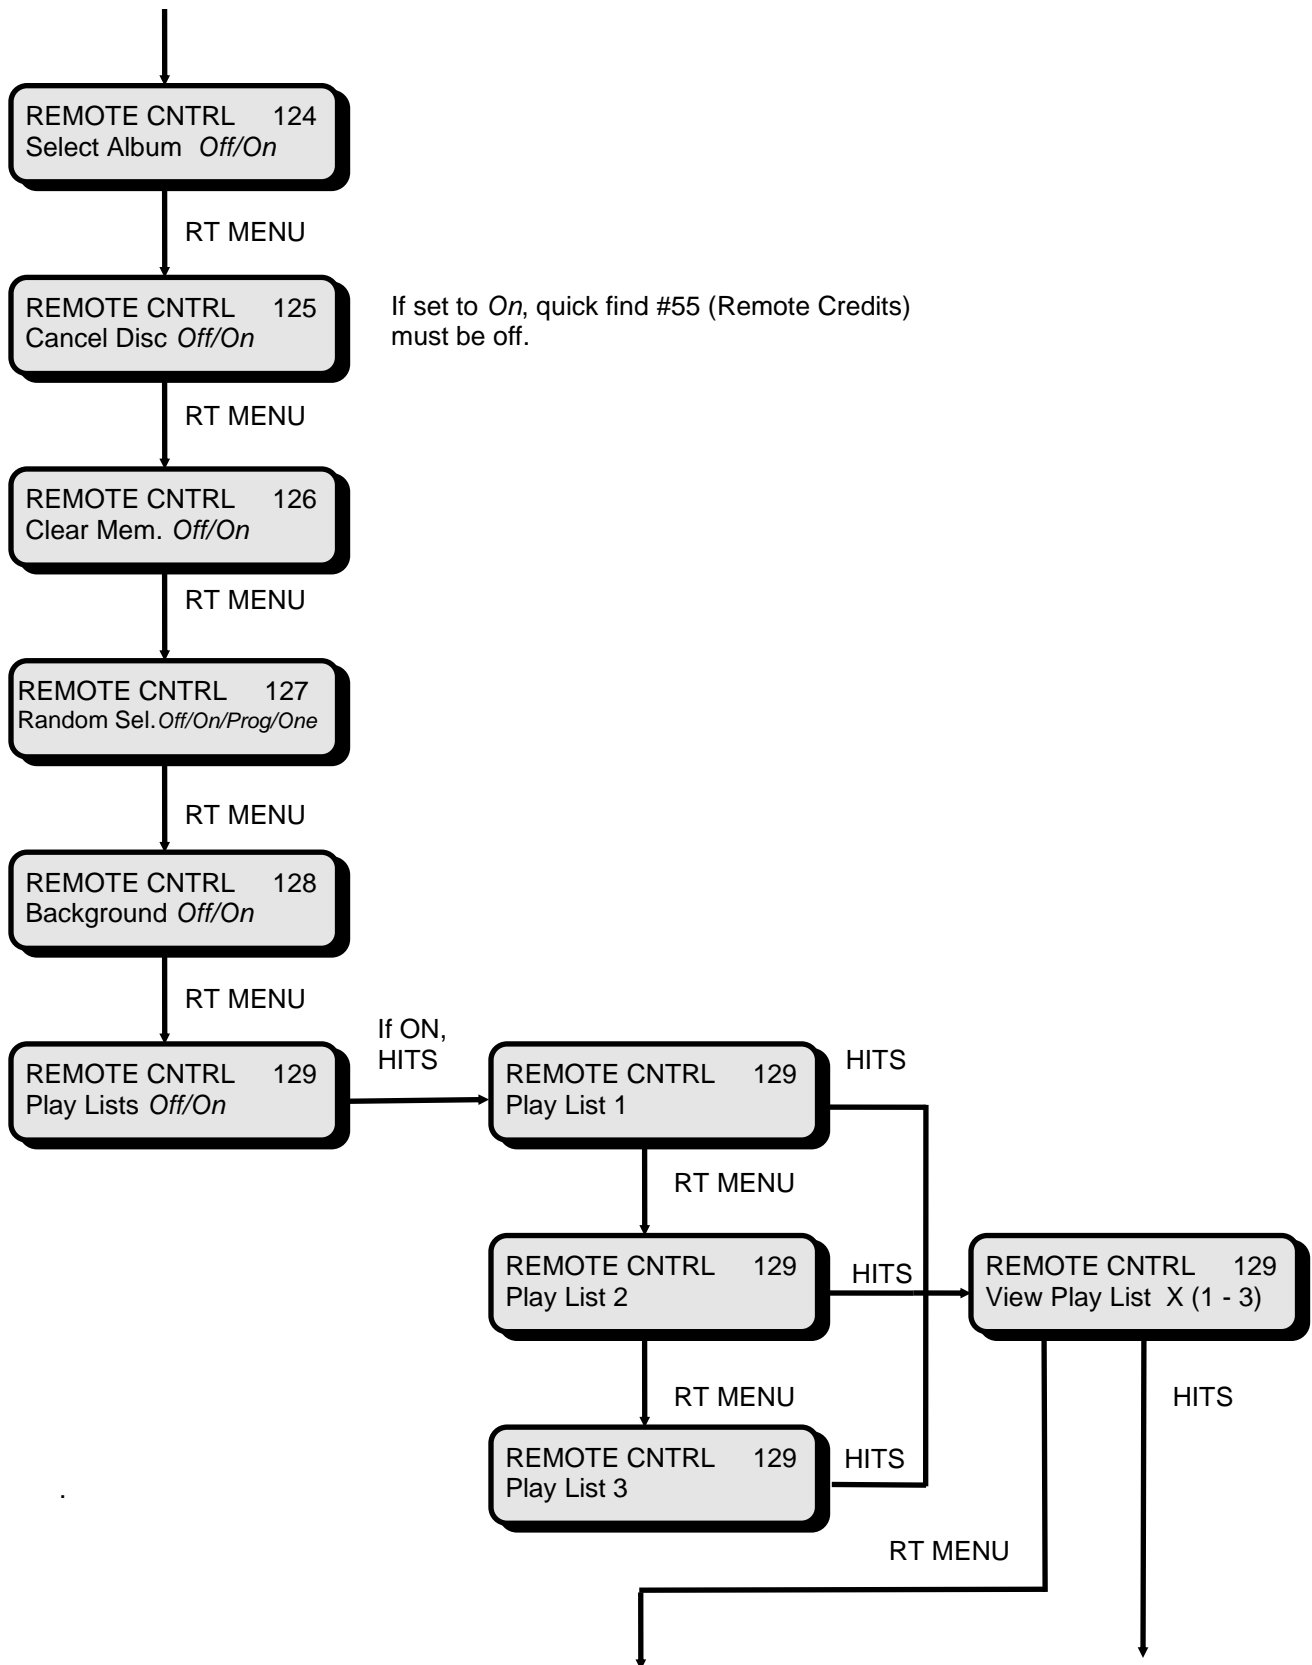 REMOTE CNTRL 124
Select Album Off/On
RT MENU
REMOTE CNTRL 125
Cancel Disc Off/On
If set to On, quick find #55 (Remote Credits)
must be off.
RT MENU
REMOTE CNTRL 126
Clear Mem. Off/On
RT MENU
REMOTE CNTRL 127
Random Sel. Off/On/Prog/One
RT MENU
REMOTE CNTRL 128
Background Off/On
RT MENU
REMOTE CNTRL 129
Play Lists Off/On
If ON,
HITS
REMOTE CNTRL 129
Play List 1
HITS
RT MENU
REMOTE CNTRL 129
Play List 2
HITS
REMOTE CNTRL 129
View Play List X (1 - 3)
RT MENU
HITS
REMOTE CNTRL 129
Play List 3
HITS
.
RT MENU